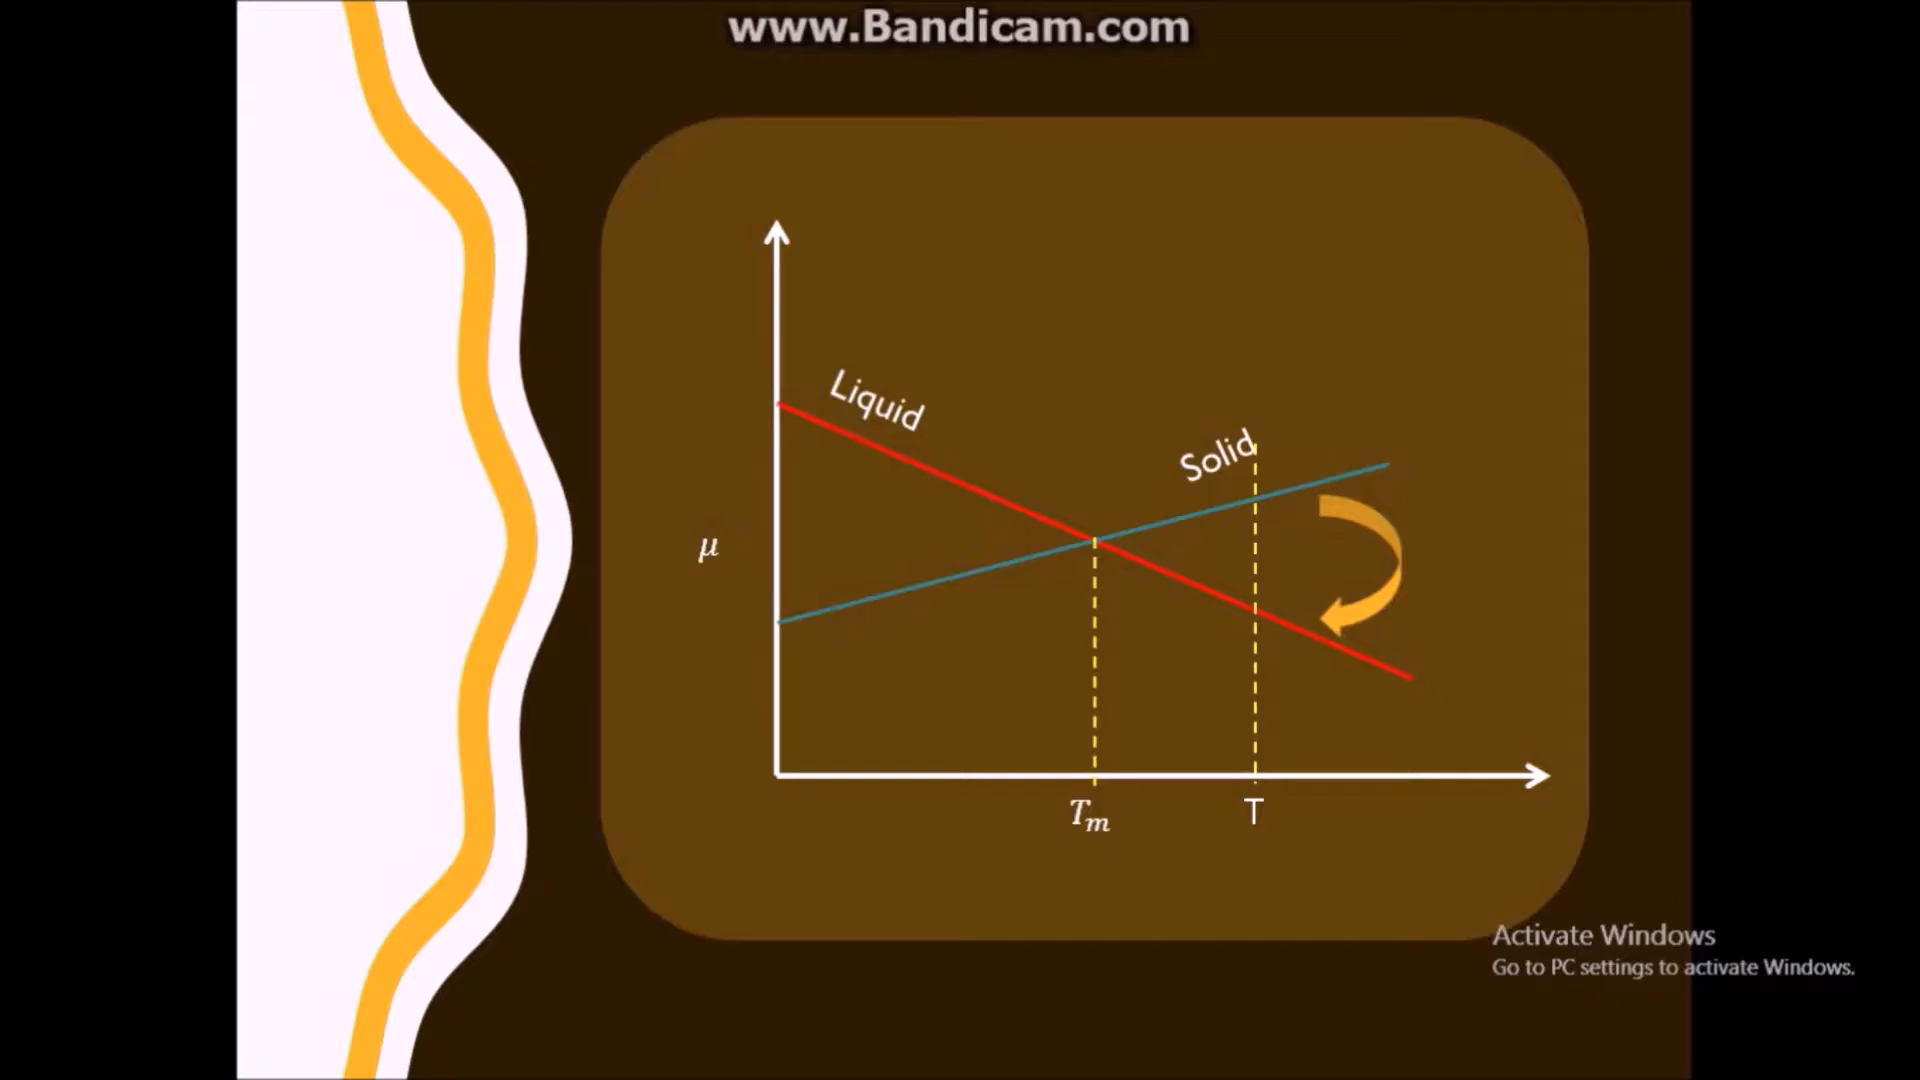 www.Bandicam.com
Liquid
Solid
μ
Tm
T
Activate Windows
Go to PC settings to activate Windows.